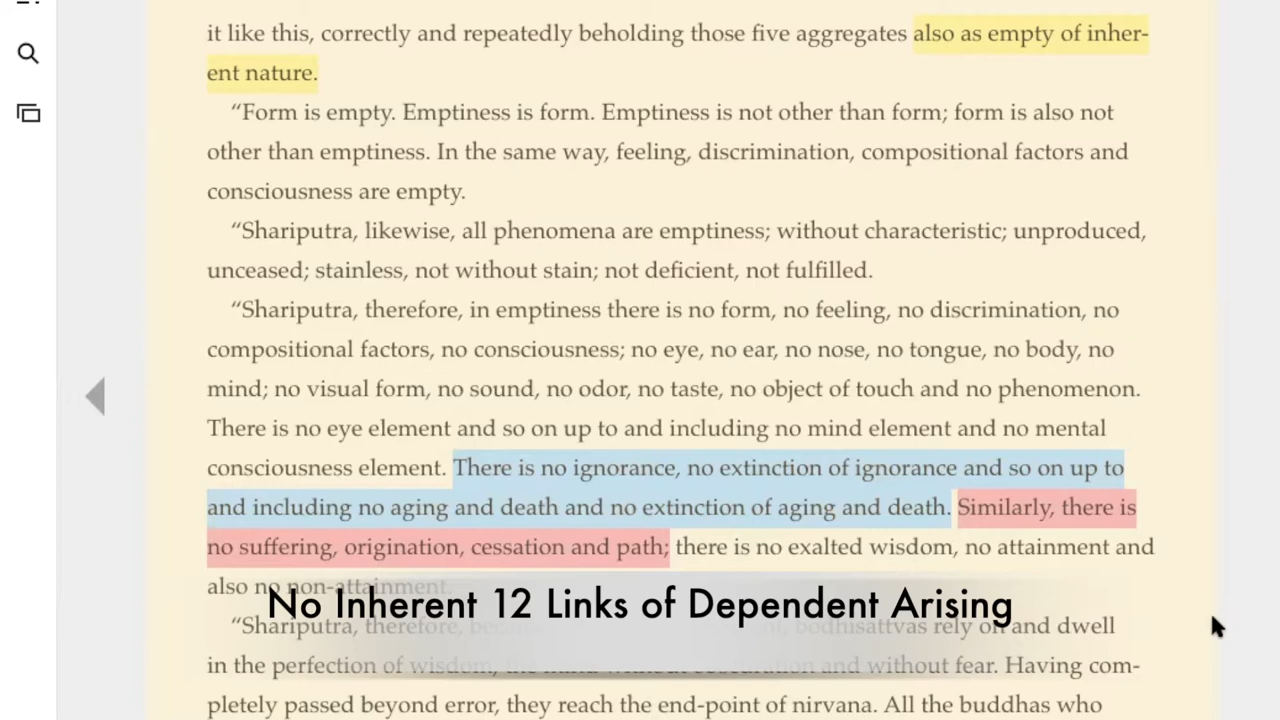 it like this, correctly and repeatedly beholding those five aggregates also as empty of inher-
ent nature.
“Form is empty. Emptiness is form. Emptiness is not other than form; form is also not
other than emptiness. In the same way, feeling, discrimination, compositional factors and
consciousness are empty.
“Shariputra, likewise, all phenomena are emptiness; without characteristic; unproduced,
unceased; stainless, not without stain; not deficient, not fulfilled.
“Shariputra, therefore, in emptiness there is no form, no feeling, no discrimination, no
compositional factors, no consciousness; no eye, no ear, no nose, no tongue, no body, no
mind; no visual form, no sound, no odor, no taste, no object of touch and no phenomenon.
There is no eye element and so on up to and including no mind element and no mental
consciousness element. There is no ignorance, no extinction of ignorance and so on up to
and including no aging and death and no extinction of aging and death. Similarly, there is
no suffering, origination, cessation and path; there is no exalted wisdom, no attainment and
also no non-attainment.
No Inherent 12 Links of Dependent Arising
“Shariputra, therefore, bodhisattvas rely on and dwell
in the perfection of wisdom, and without fear. Having com-
pletely passed beyond error, they reach the end-point of nirvana. All the buddhas who